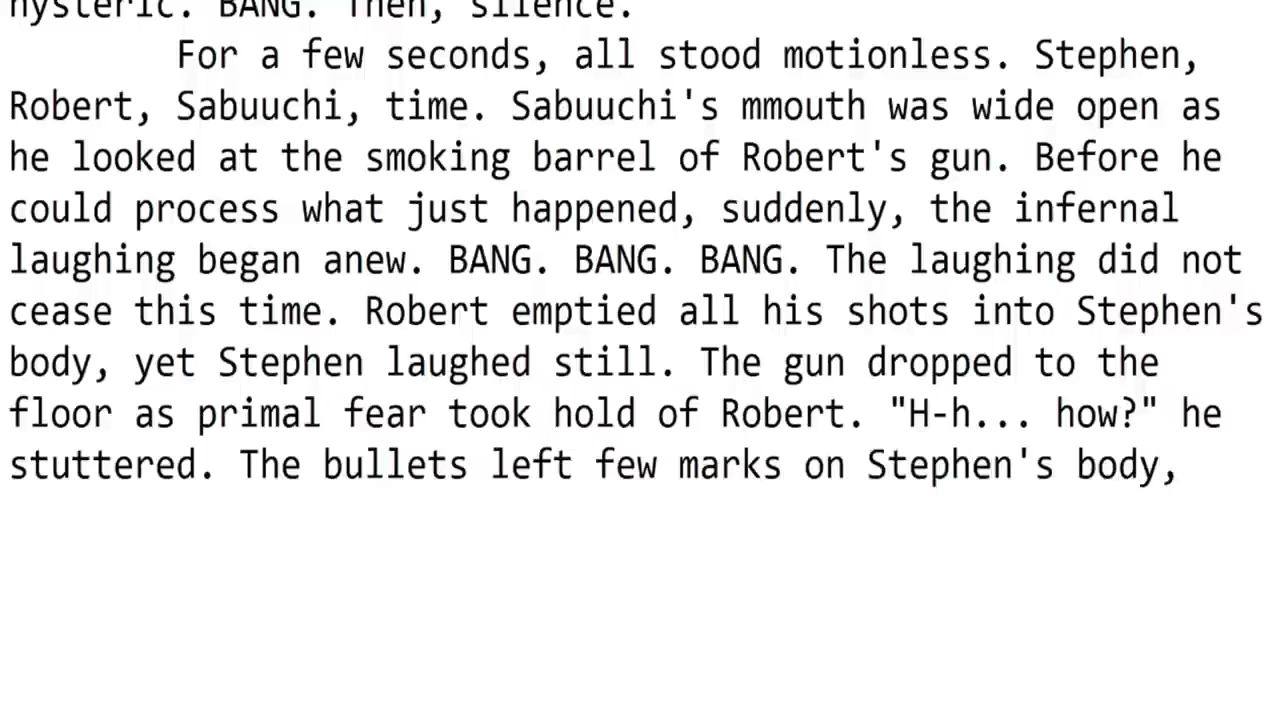 hysteric. BANG. Then, silence.
For a few seconds, all stood motionless. Stephen,
Robert, Sabuuchi, time. Sabuuchi's mmouth was wide open as
he looked at the smoking barrel of Robert's gun. Before he
could process what just happened, suddenly, the infernal
laughing began anew. BANG. BANG. BANG. The laughing did not
cease this time. Robert emptied all his shots into Stephen's
body, yet Stephen laughed still. The gun dropped to the
floor as primal fear took hold of Robert. "H-h... how?" he
stuttered. The bullets left few marks on Stephen's body,